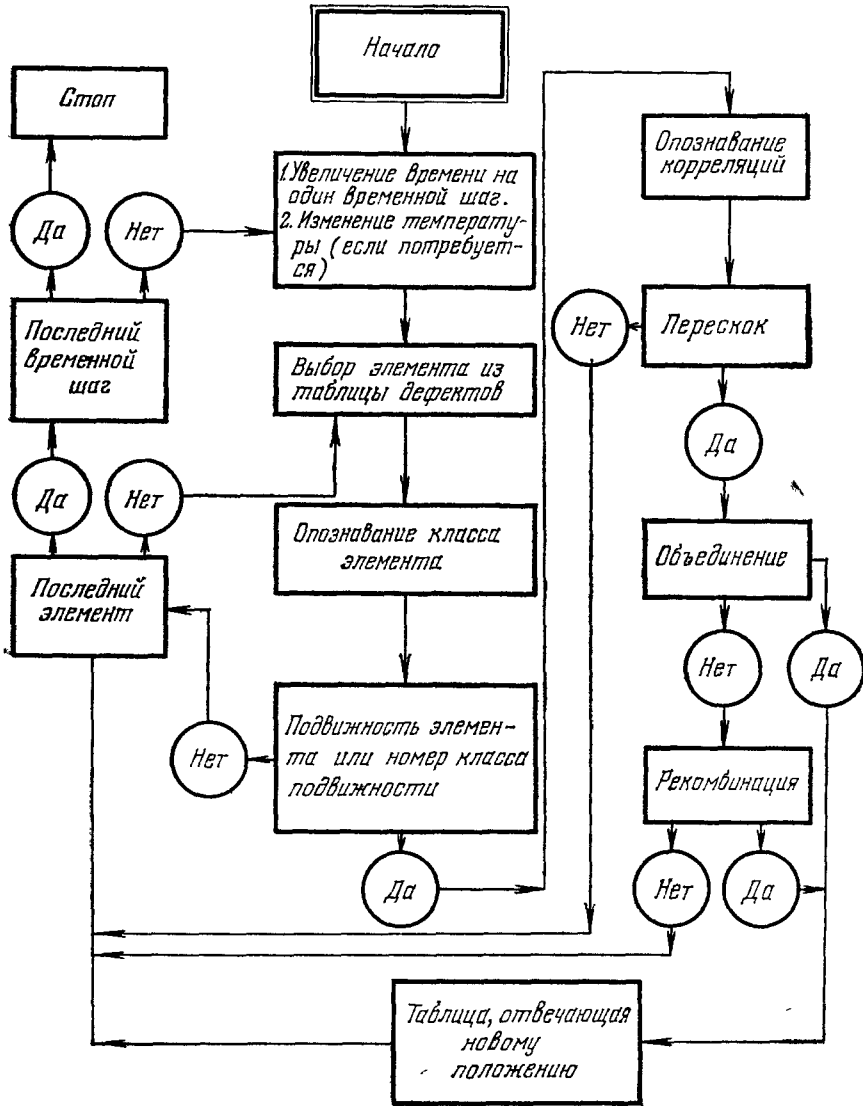 Начало
Стоп
1. Увеличение времени на
один временной шаг.
2. Изменение температу-
ры (если потребует-
ся)
Да
Нет
Последний
временной
шаг
Выбор элемента из
таблицы дефектов
Да
Нет
Опознавание класса
элемента
Последний
элемент
Подвижность элемен-
та или номер класса
подвижности
Нет
Да
Опознавание
корреляций
Перескок
Нет
Да
Объединение
Нет
Да
Рекомбинация
Нет
Да
Таблица, отвечающая
новому
положению